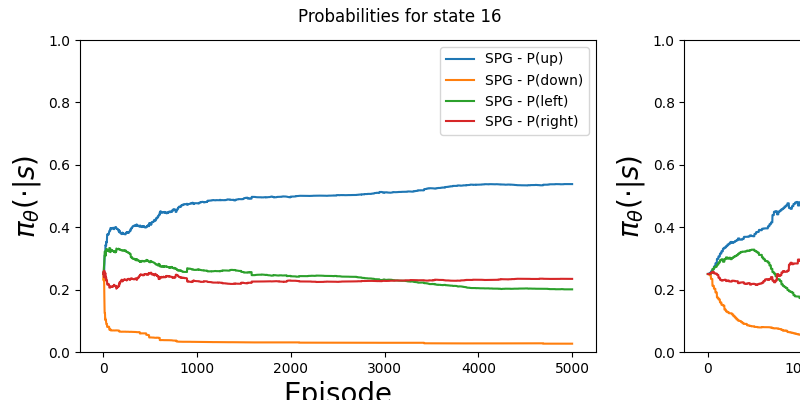 Probabilities for state 16
1.0
0.8
0.6
0.4
0.2
0.0
π_θ(·|s)
SPG - P(up)
SPG - P(down)
SPG - P(left)
SPG - P(right)
0 1000 2000 3000 4000 5000
Episode
1.0
0.8
0.6
0.4
0.2
0.0
π_θ(·|s)
0